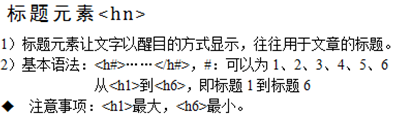 标题元素<hn>
1）标题元素让文字以醒目的方式显示，往往用于文章的标题。
2）基本语法：<h#>……</h#>，#：可以为 1、2、3、4、5、6
从<h1>到<h6>，即标题 1 到标题 6
◆ 注意事项：<h1>最大，<h6>最小。